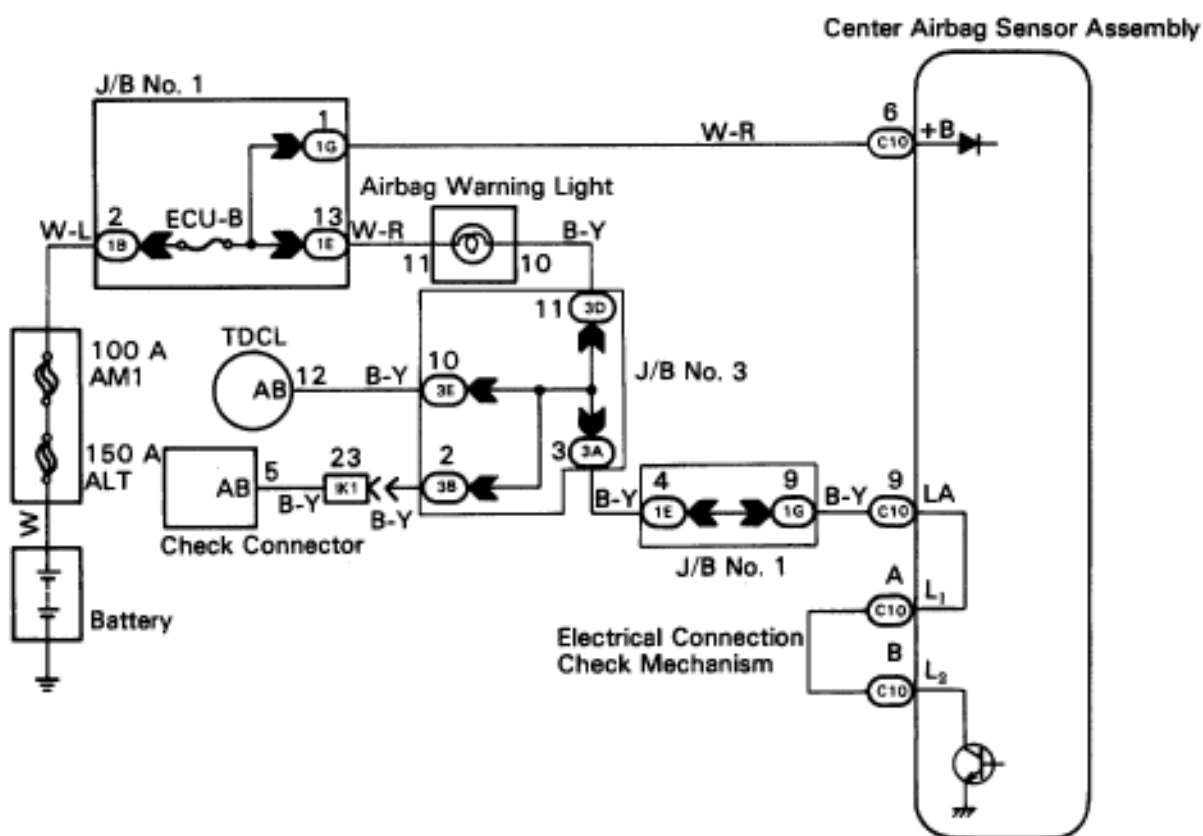 Center Airbag Sensor Assembly
J/B No. 1
1
1G
W-R
6
C10
+B
Airbag Warning Light
W-L
2
1B
ECU-B
13
1E
W-R
11
10
B-Y
11
3D
100 A
AM1
TDCL
AB
12
B-Y
10
3E
J/B No. 3
150 A
ALT
AB
5
B-Y
23
IK1
B-Y
2
3B
3
3A
Check Connector
W
B-Y
4
1E
9
1G
B-Y
9
C10
LA
J/B No. 1
Battery
A
C10
L₁
Electrical Connection
Check Mechanism
B
C10
L₂